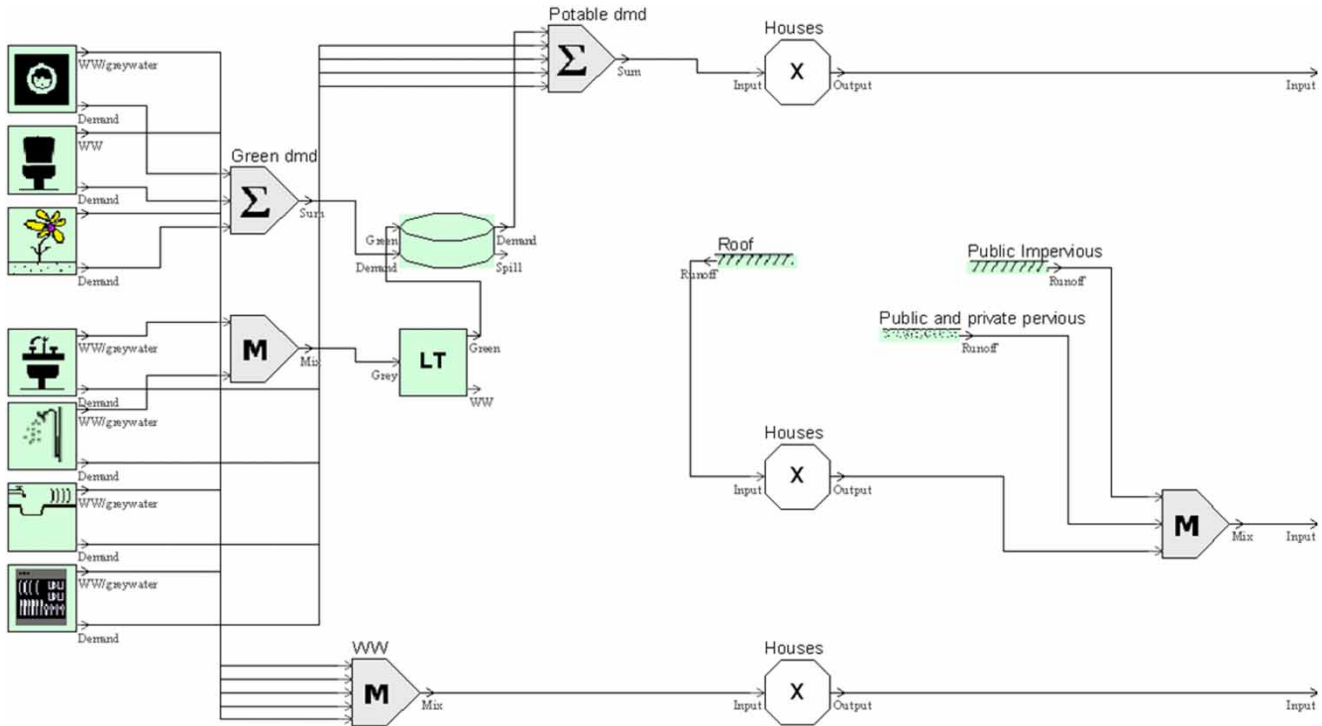 Potable dmd
Houses
WW/greywater
Sum
Input
Output
Input
Demand
WW
Green dmd
Demand
Σ
Σ
X
Sum
Green
Demand
Demand
Spill
Demand
Roof
Runoff
Public Impervious
Runoff
Public and private pervious
Runoff
WW/greywater
M
Mix
Grey
LT
Green
WW
Demand
WW/greywater
Demand
Houses
X
Input
Output
WW/greywater
M
Mix
Input
Demand
WW/greywater
Demand
WW
M
Mix
Houses
X
Input
Output
Input